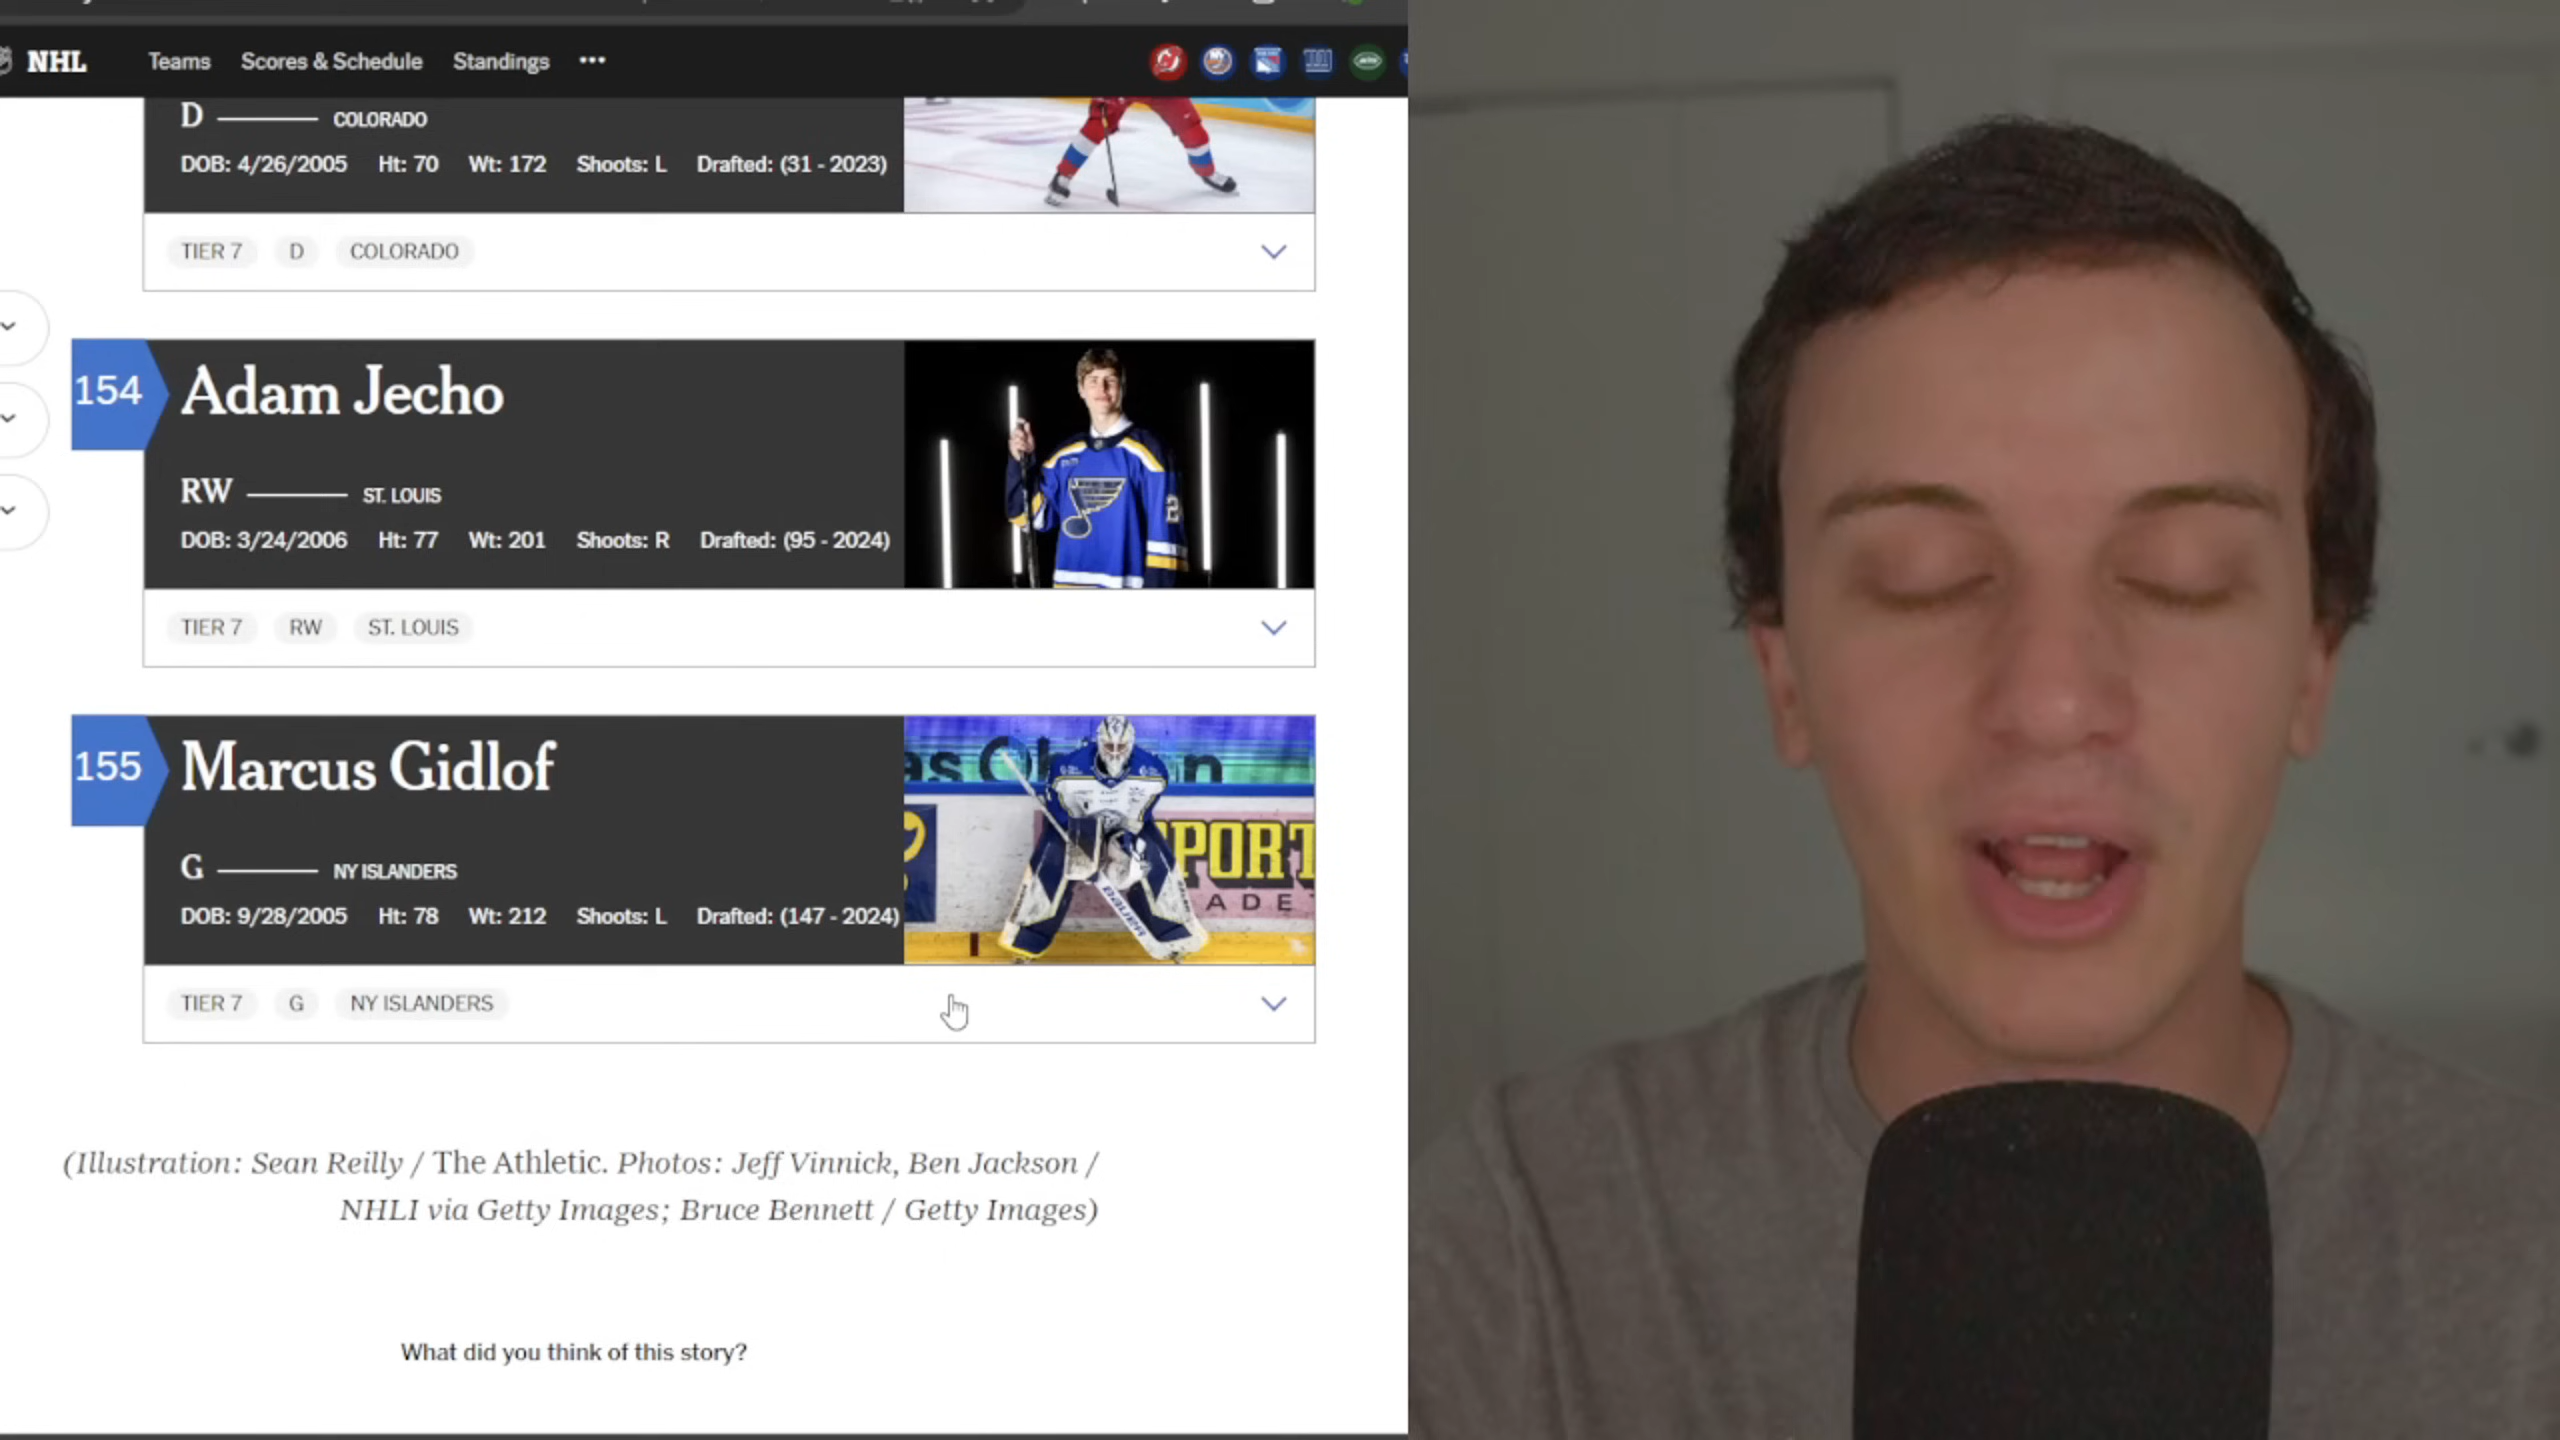 NHL Teams Scores & Schedule Standings •••
D COLORADO
DOB: 4/26/2005 Ht: 70 Wt: 172 Shoots: L Drafted: (31 - 2023)
TIER 7 D COLORADO
154 Adam Jecho
RW ST. LOUIS
DOB: 3/24/2006 Ht: 77 Wt: 201 Shoots: R Drafted: (95 - 2024)
TIER 7 RW ST. LOUIS
155 Marcus Gidlof
G NY ISLANDERS
DOB: 9/28/2005 Ht: 78 Wt: 212 Shoots: L Drafted: (147 - 2024)
TIER 7 G NY ISLANDERS
(Illustration: Sean Reilly / The Athletic. Photos: Jeff Vinnick, Ben Jackson /
NHLI via Getty Images; Bruce Bennett / Getty Images)
What did you think of this story?